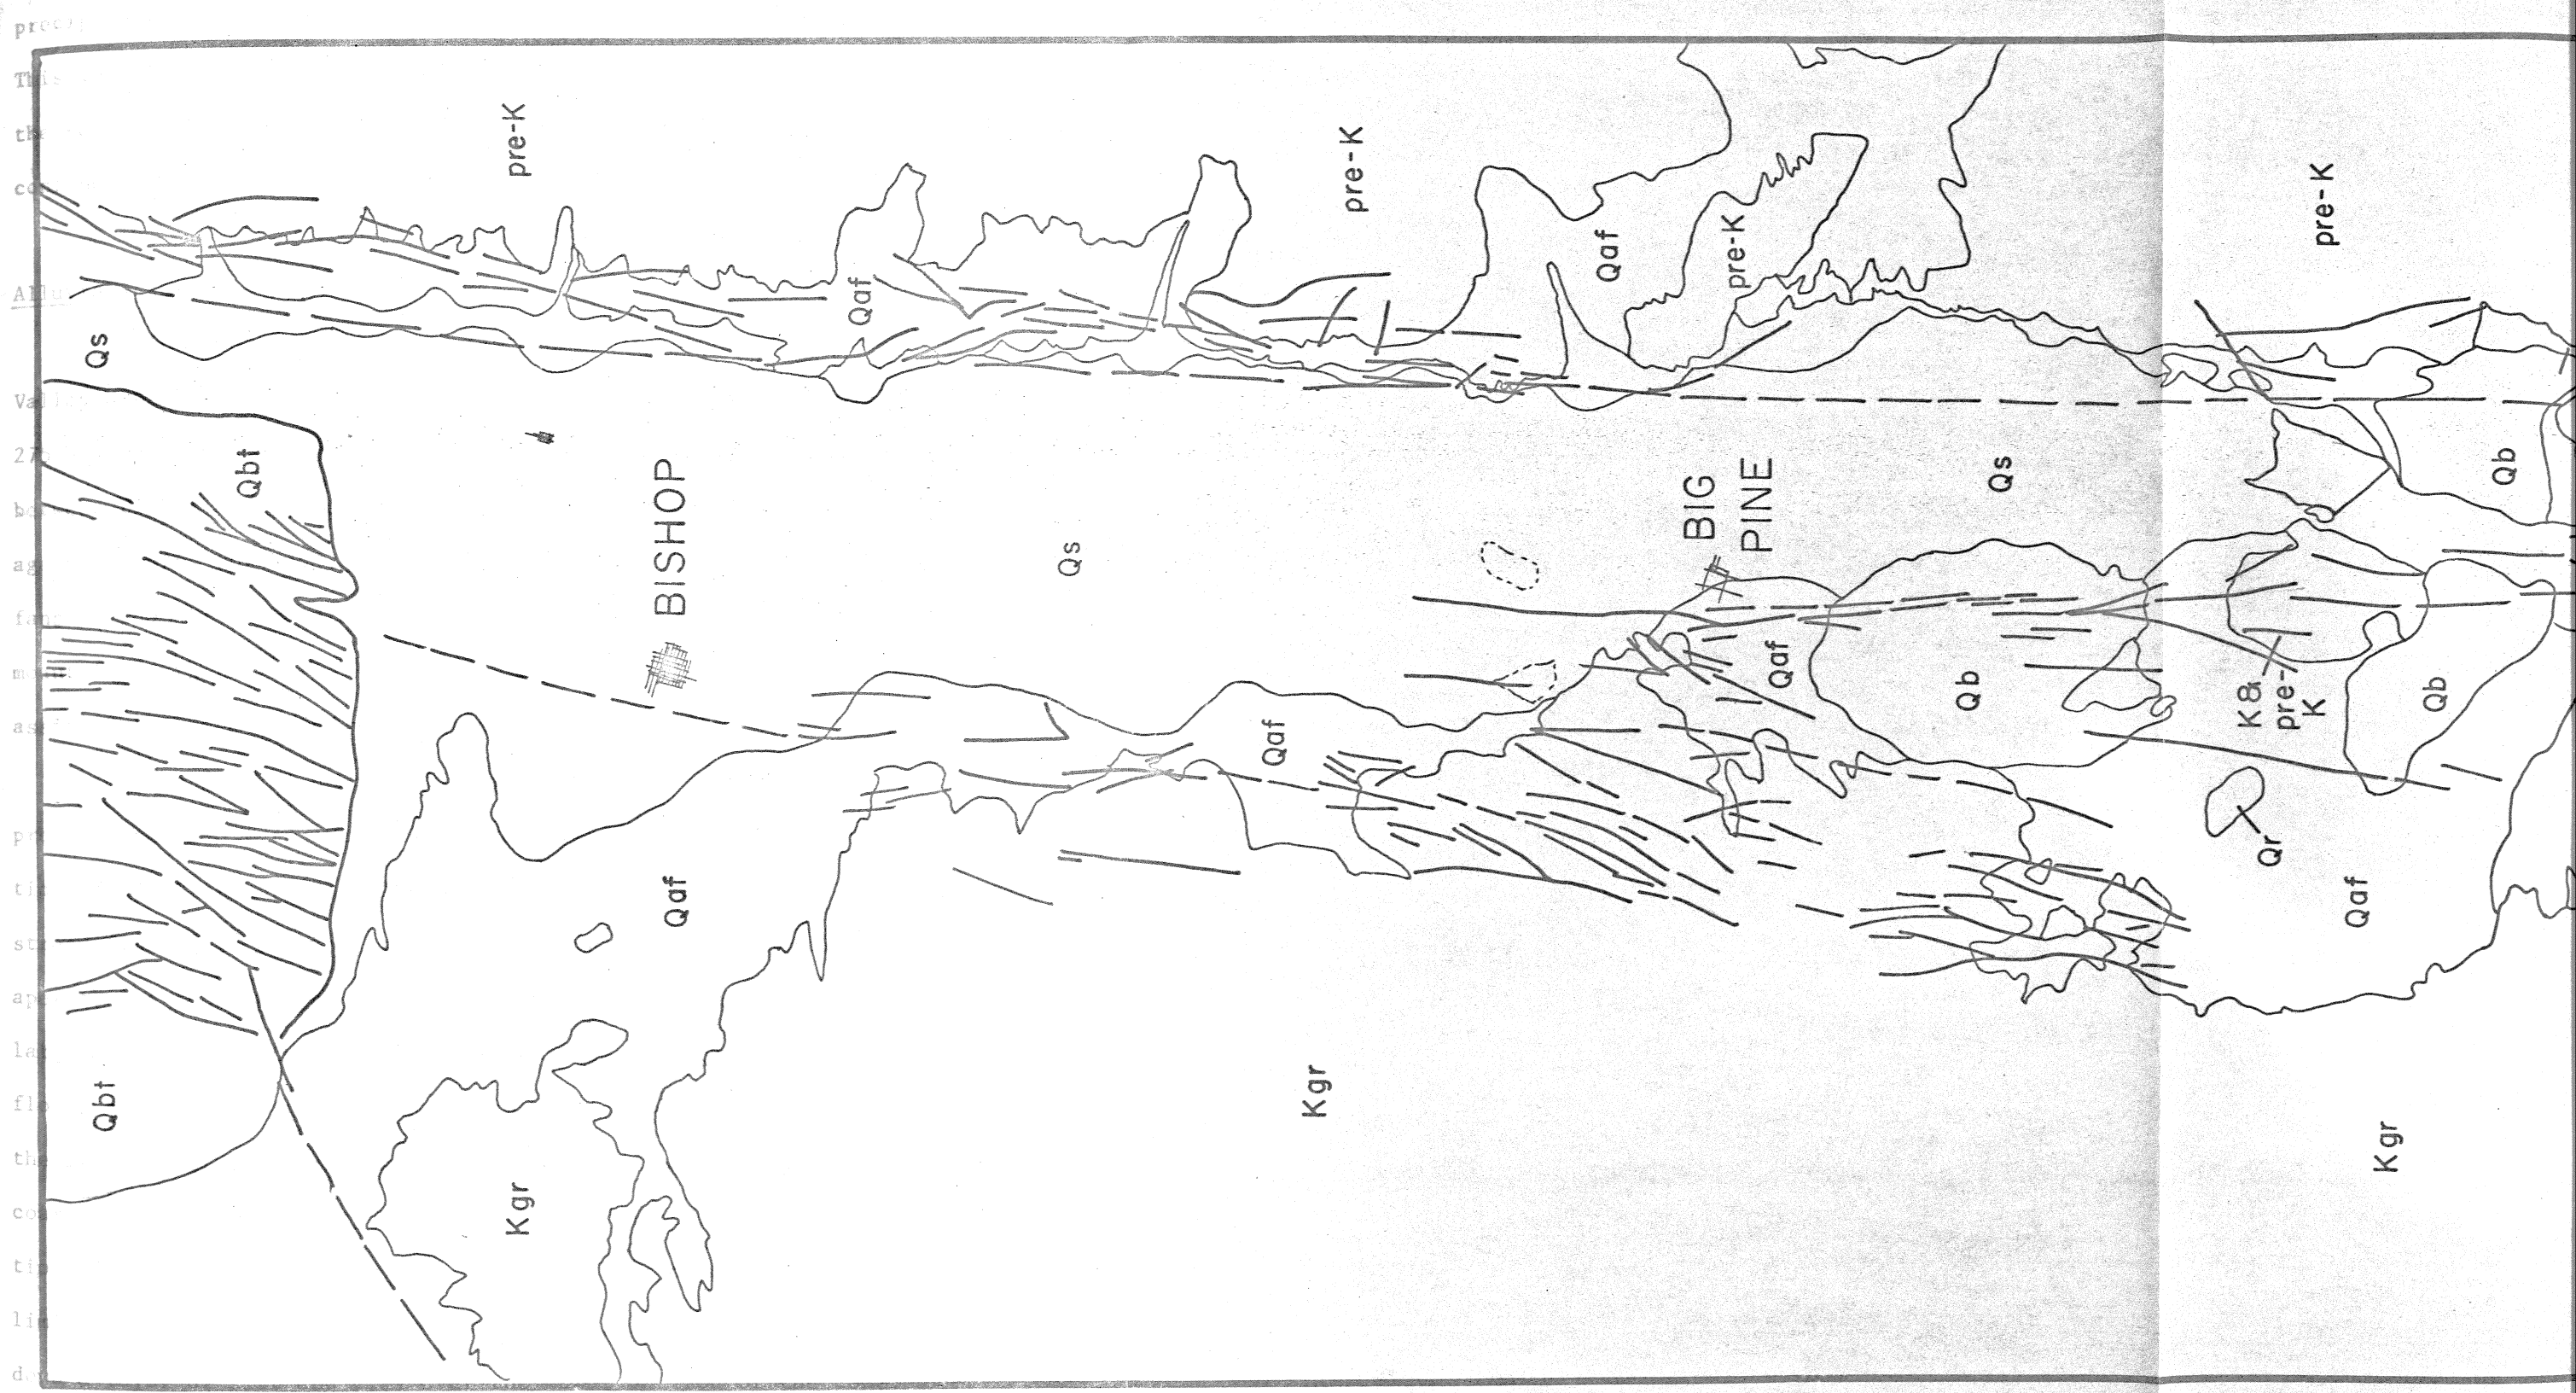 pre-K
pre-K
pre-K
Qaf
pre-K
Qaf
Qs
Qbt
BISHOP
Qs
BIG
PINE
Qs
Qb
Qaf
Qaf
Qb
K &
pre-
K
Qb
Qr
Qaf
Qaf
Qbt
Kgr
Kgr
Kgr